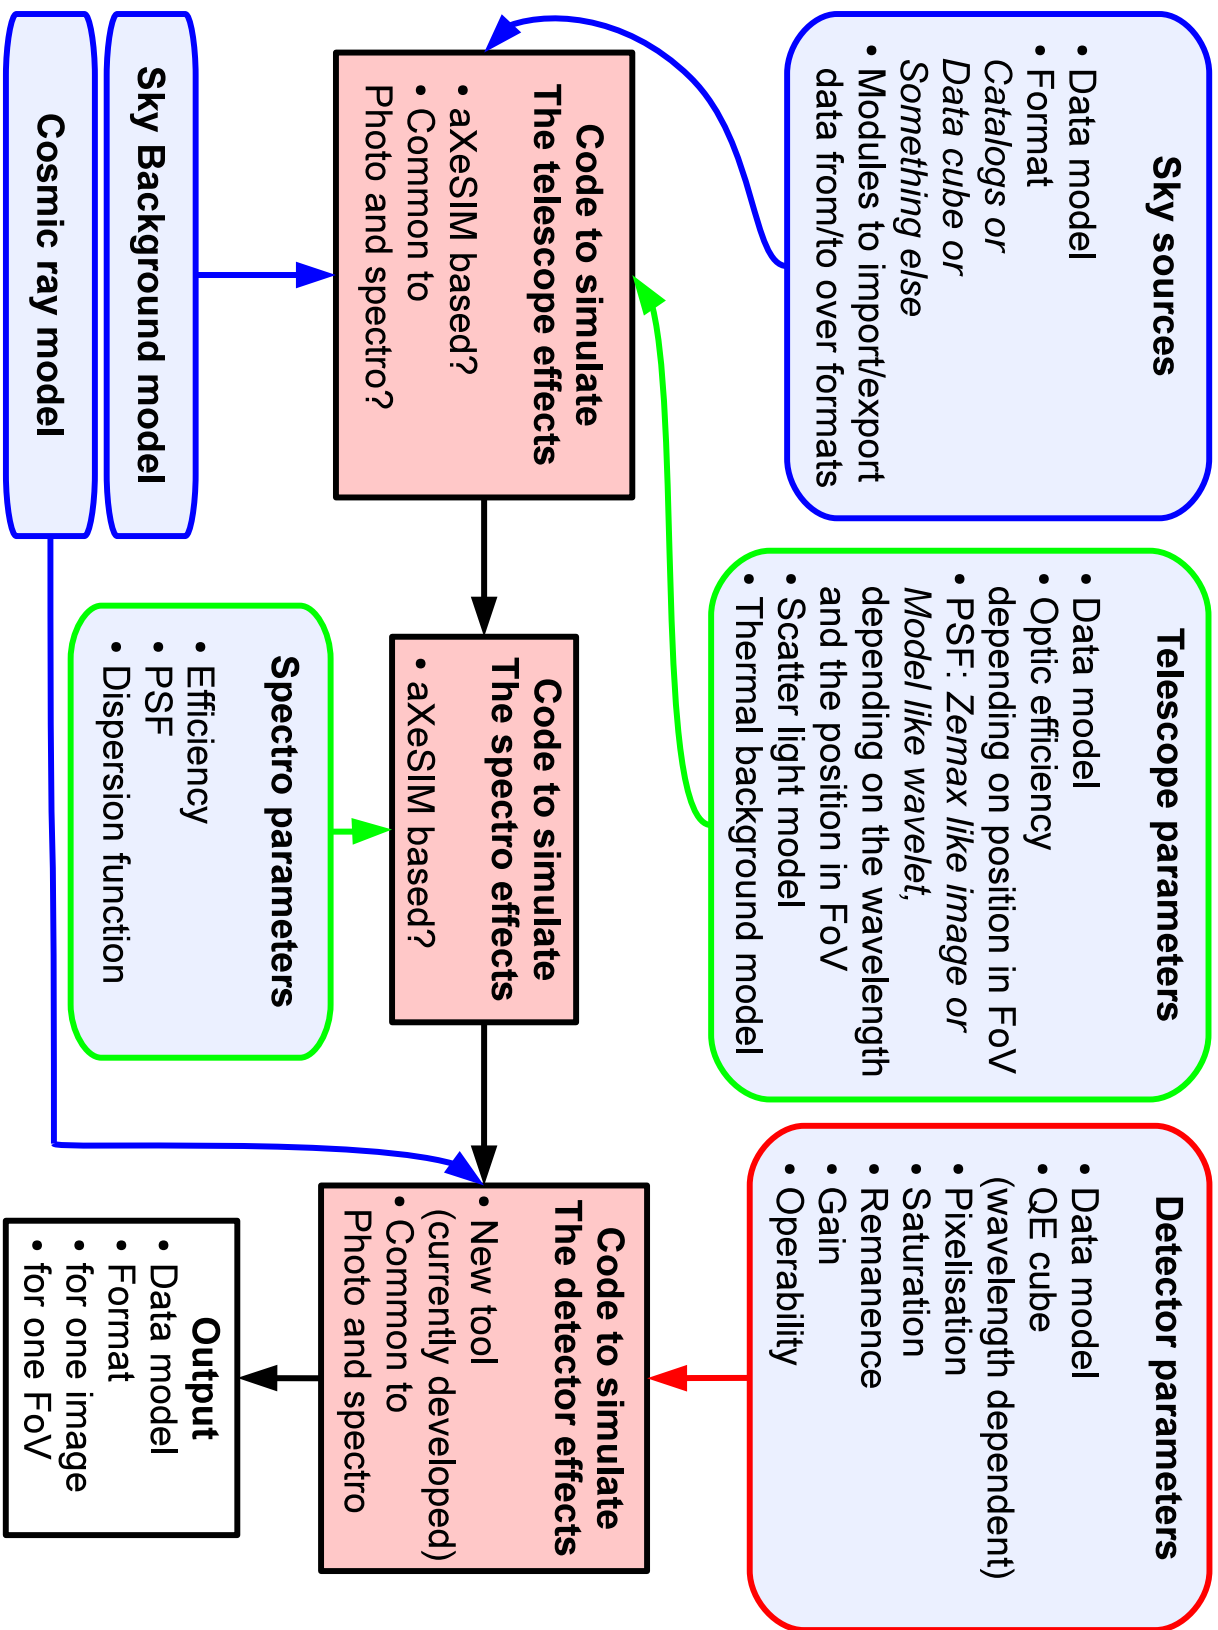 Sky sources
• Data model
• Format
Catalogs or
Data cube or
Something else
• Modules to import/export
data from/to over formats
Telescope parameters
• Data model
• Optic efficiency
depending on position in FoV
• PSF: Zemax like image or
Model like wavelet,
depending on the wavelength
and the position in FoV
• Scatter light model
• Thermal background model
Detector parameters
• Data model
• QE cube
(wavelength dependent)
• Pixelisation
• Saturation
• Remanence
• Gain
• Operability
Code to simulate
The telescope effects
• aXeSIM based?
• Common to
Photo and spectro?
Code to simulate
The spectro effects
• aXeSIM based?
Code to simulate
The detector effects
• New tool
(currently developed)
• Common to
Photo and spectro
Sky Background model
Cosmic ray model
Spectro parameters
• Efficiency
• PSF
• Dispersion function
Output
• Data model
• Format
• for one image
• for one FoV